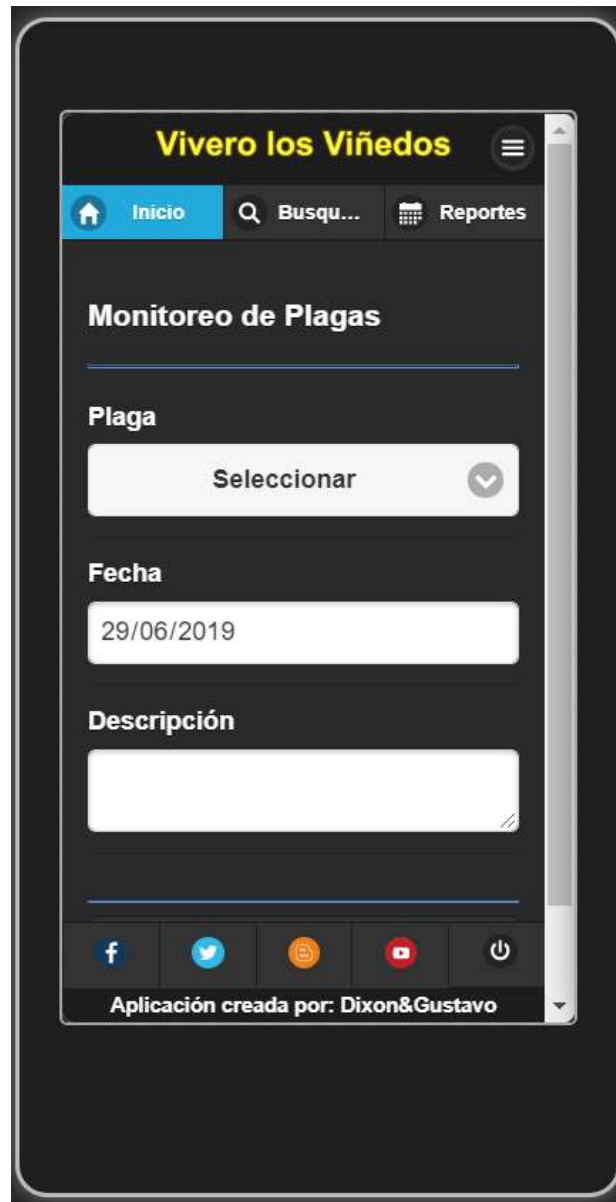 Vivero los Viñedos
Inicio Busqu... Reportes
Monitoreo de Plagas
Plaga
Seleccionar
Fecha
29/06/2019
Descripción
Aplicación creada por: Dixon&Gustavo